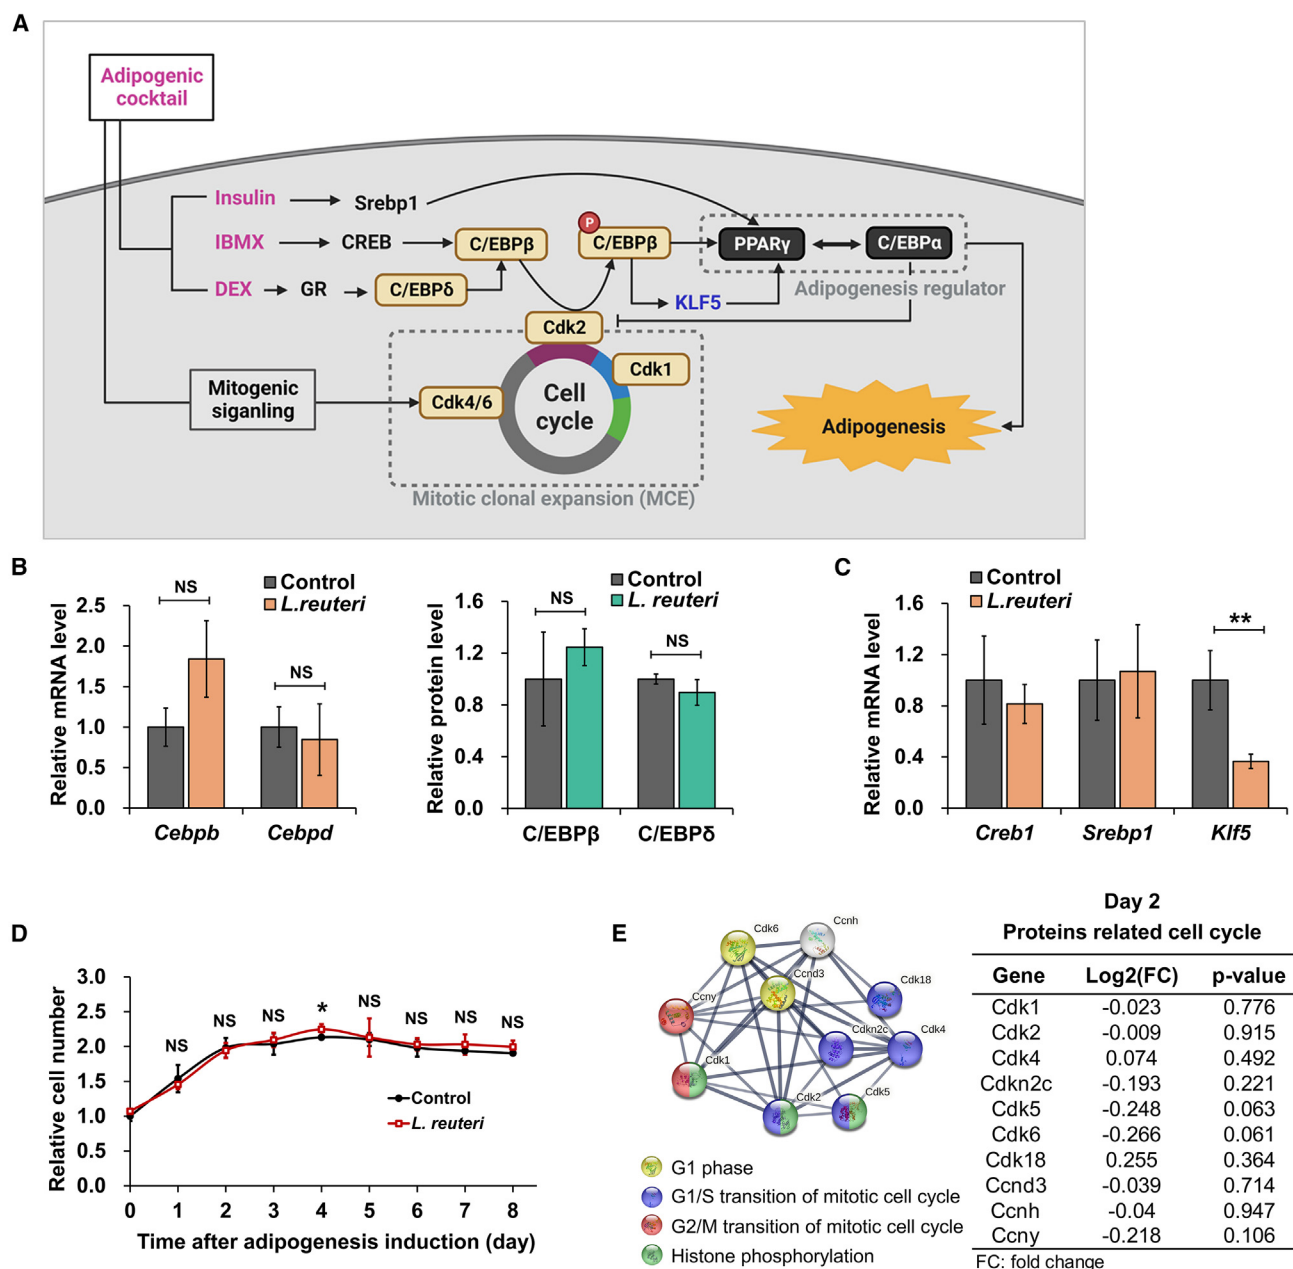 A
Adipogenic
cocktail
Insulin
Srebp1
IBMX
CREB
C/EBPβ
P
C/EBPβ
PPARγ
C/EBPα
DEX
GR
C/EBPδ
KLF5
Adipogenesis regulator
Cdk2
Cdk1
Mitogenic
siganling
Cdk4/6
Cell
cycle
Adipogenesis
Mitotic clonal expansion (MCE)
B
Control
L.reuteri
NS
NS
Relative mRNA level
2.5
2.0
1.5
1.0
0.5
0.0
Cebpb
Cebpd
Control
L. reuteri
NS
NS
Relative protein level
1.6
1.2
0.8
0.4
0.0
C/EBPβ
C/EBPδ
C
Control
L.reuteri
**
Relative mRNA level
1.6
1.2
0.8
0.4
0.0
Creb1
Srebp1
Klf5
D
Relative cell number
3.0
2.5
2.0
1.5
1.0
0.5
0.0
NS
NS
NS
*
NS
NS
NS
NS
Control
L. reuteri
0 1 2 3 4 5 6 7 8
Time after adipogenesis induction (day)
E
Cdk6
Ccnh
Ccnd3
Cdk18
Ccny
Cdkn2c
Cdk4
Cdk1
Cdk2
Cdk5
G1 phase
G1/S transition of mitotic cell cycle
G2/M transition of mitotic cell cycle
Histone phosphorylation
Day 2
Proteins related cell cycle
Gene Log2(FC) p-value
Cdk1 -0.023 0.776
Cdk2 -0.009 0.915
Cdk4 0.074 0.492
Cdkn2c -0.193 0.221
Cdk5 -0.248 0.063
Cdk6 -0.266 0.061
Cdk18 0.255 0.364
Ccnd3 -0.039 0.714
Ccnh -0.04 0.947
Ccny -0.218 0.106
FC: fold change